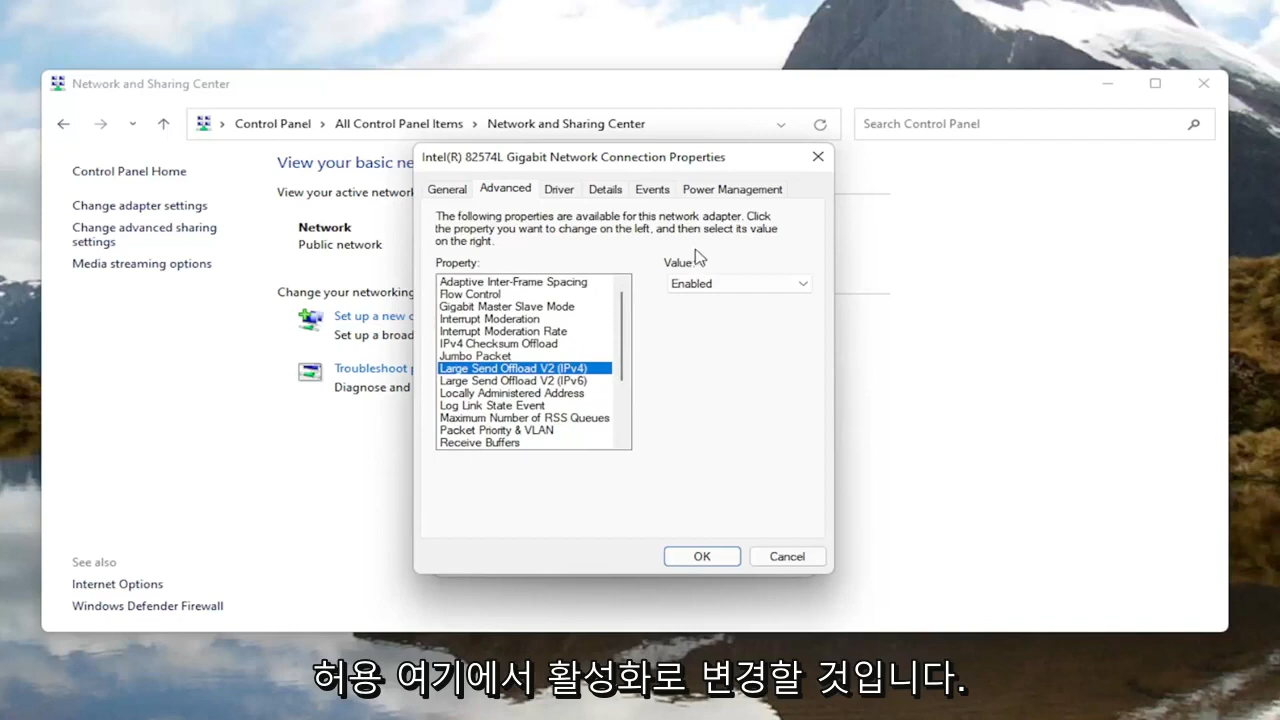 Network and Sharing Center
Control Panel
All Control Panel Items
Network and Sharing Center
Search Control Panel
Control Panel Home
Change adapter settings
Change advanced sharing
settings
Media streaming options
See also
Internet Options
Windows Defender Firewall
View your basic ne
View your active network
Network
Public network
Change your networking
Set up a new c
Set up a broad
Troubleshoot p
Diagnose and
Intel(R) 82574L Gigabit Network Connection Properties
General
Advanced
Driver
Details
Events
Power Management
The following properties are available for this network adapter. Click
the property you want to change on the left, and then select its value
on the right.
Property:
Adaptive Inter-Frame Spacing
Flow Control
Gigabit Master Slave Mode
Interrupt Moderation
Interrupt Moderation Rate
IPv4 Checksum Offload
Jumbo Packet
Large Send Offload V2 (IPv4)
Large Send Offload V2 (IPv6)
Locally Administered Address
Log Link State Event
Maximum Number of RSS Queues
Packet Priority & VLAN
Receive Buffers
Value:
Enabled
OK
Cancel
허용 여기에서 활성화로 변경할 것입니다.